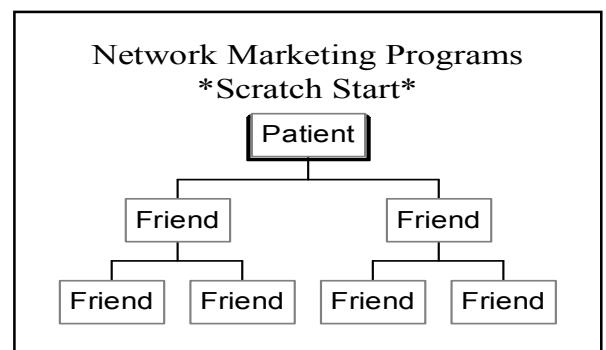 Network Marketing Programs
*Scratch Start*
Patient
Friend Friend
Friend Friend Friend Friend